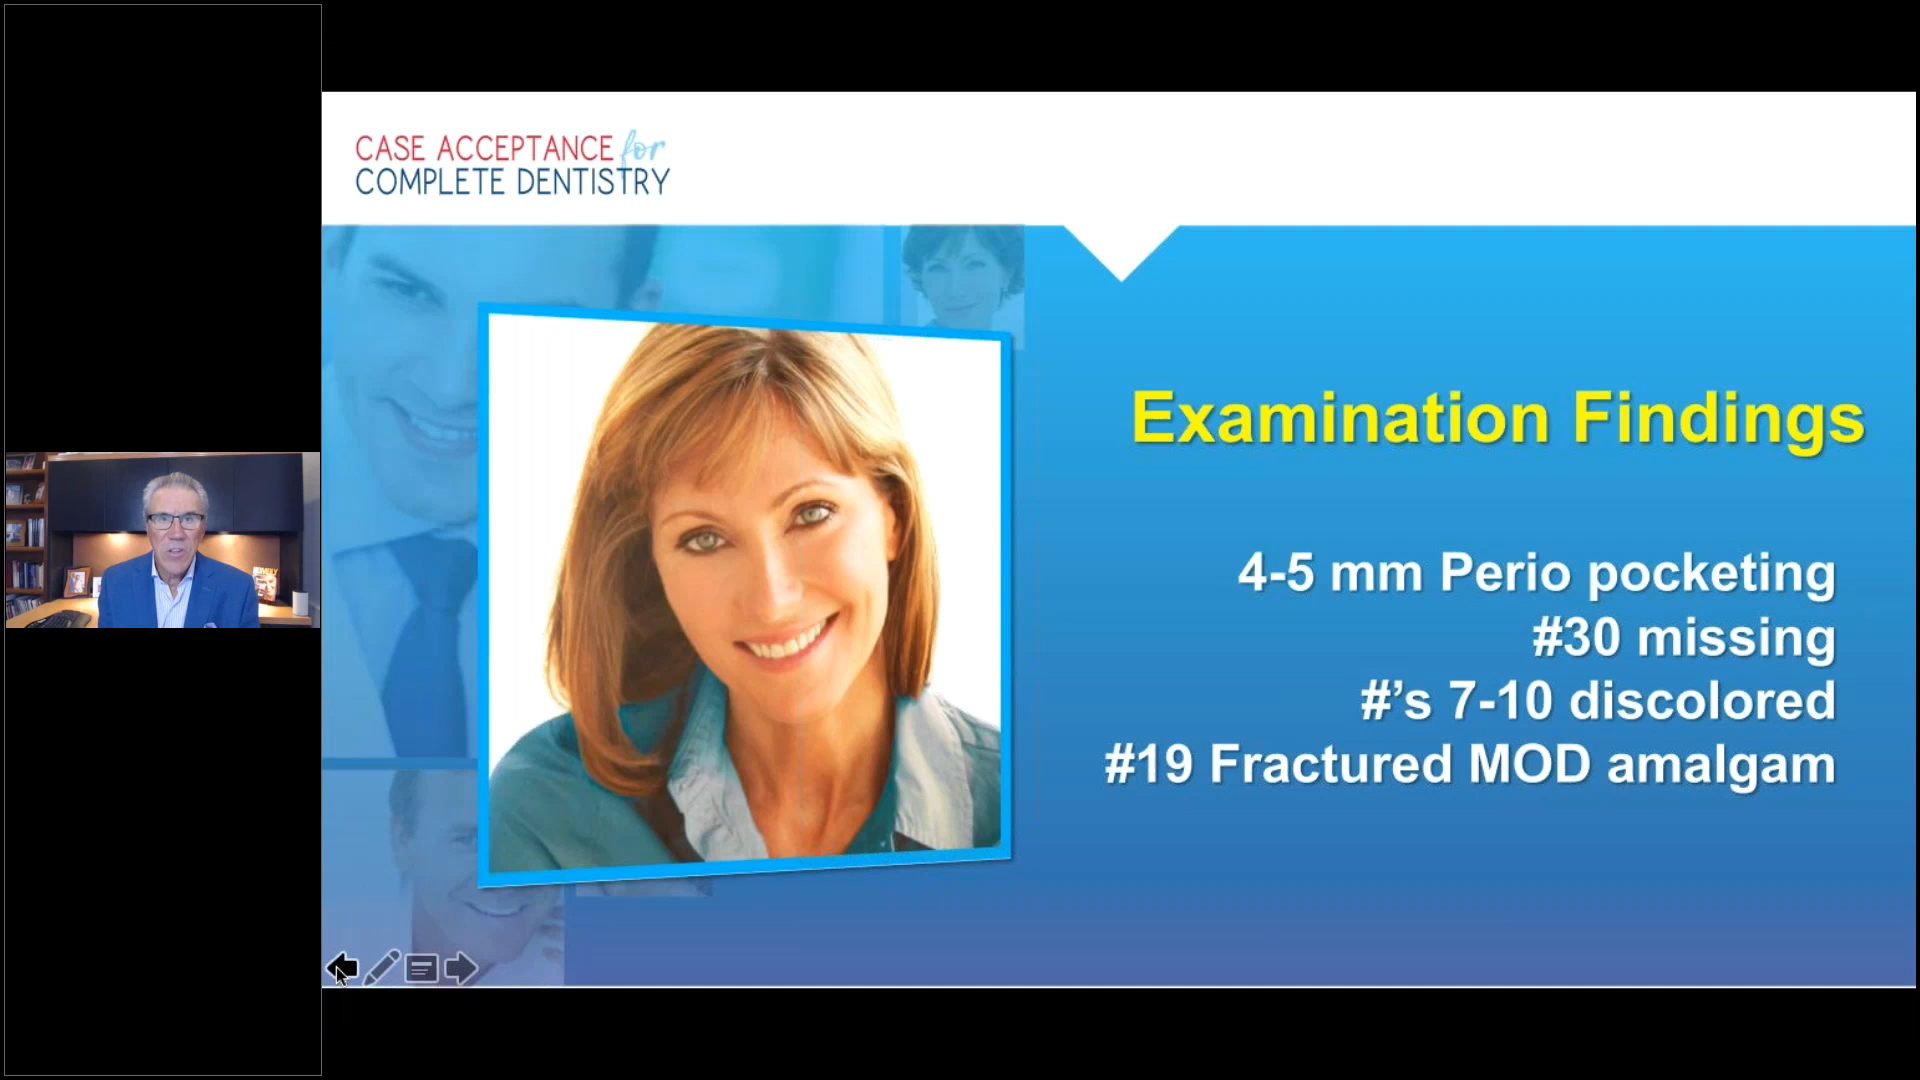 CASE ACCEPTANCE for
COMPLETE DENTISTRY
Examination Findings
4-5 mm Perio pocketing
#30 missing
#’s 7-10 discolored
#19 Fractured MOD amalgam